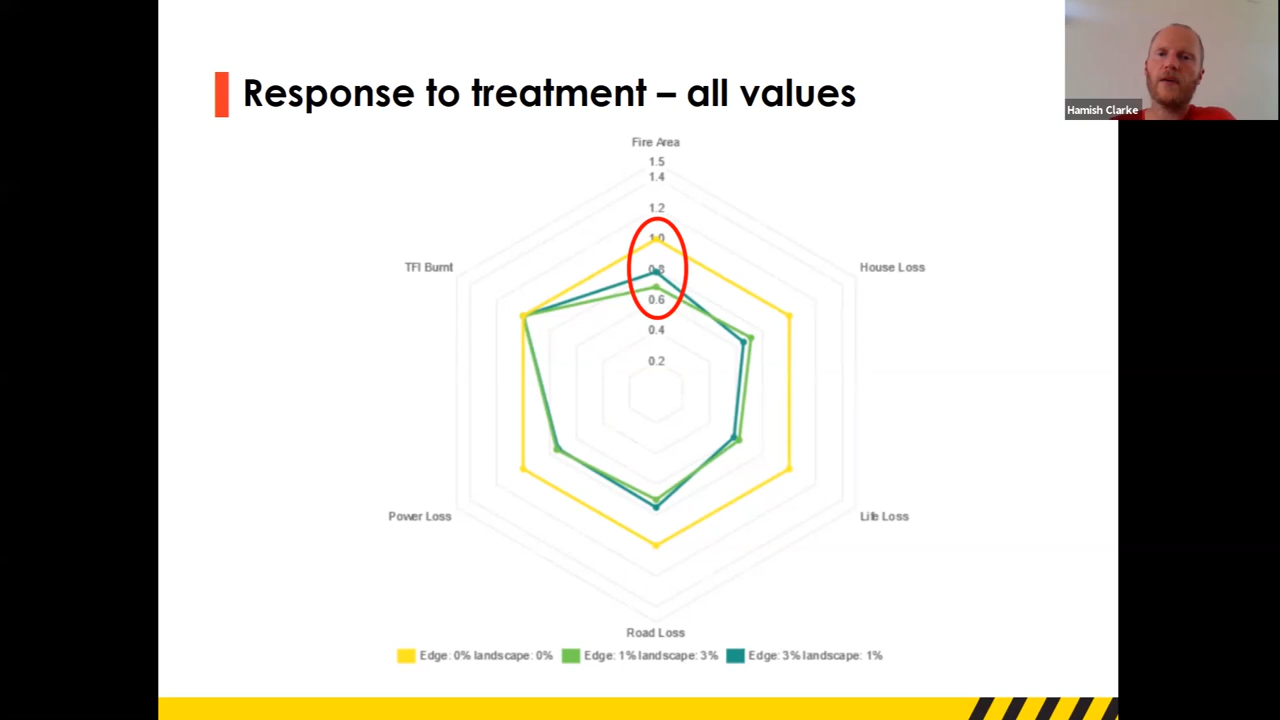 Hamish Clarke
Response to treatment – all values
Fire Area
1.5
1.4
1.2
1.0
0.8
0.6
0.4
0.2
TFI Burnt
House Loss
Power Loss
Life Loss
Road Loss
Edge: 0% landscape: 0%
Edge: 1% landscape: 3%
Edge: 3% landscape: 1%